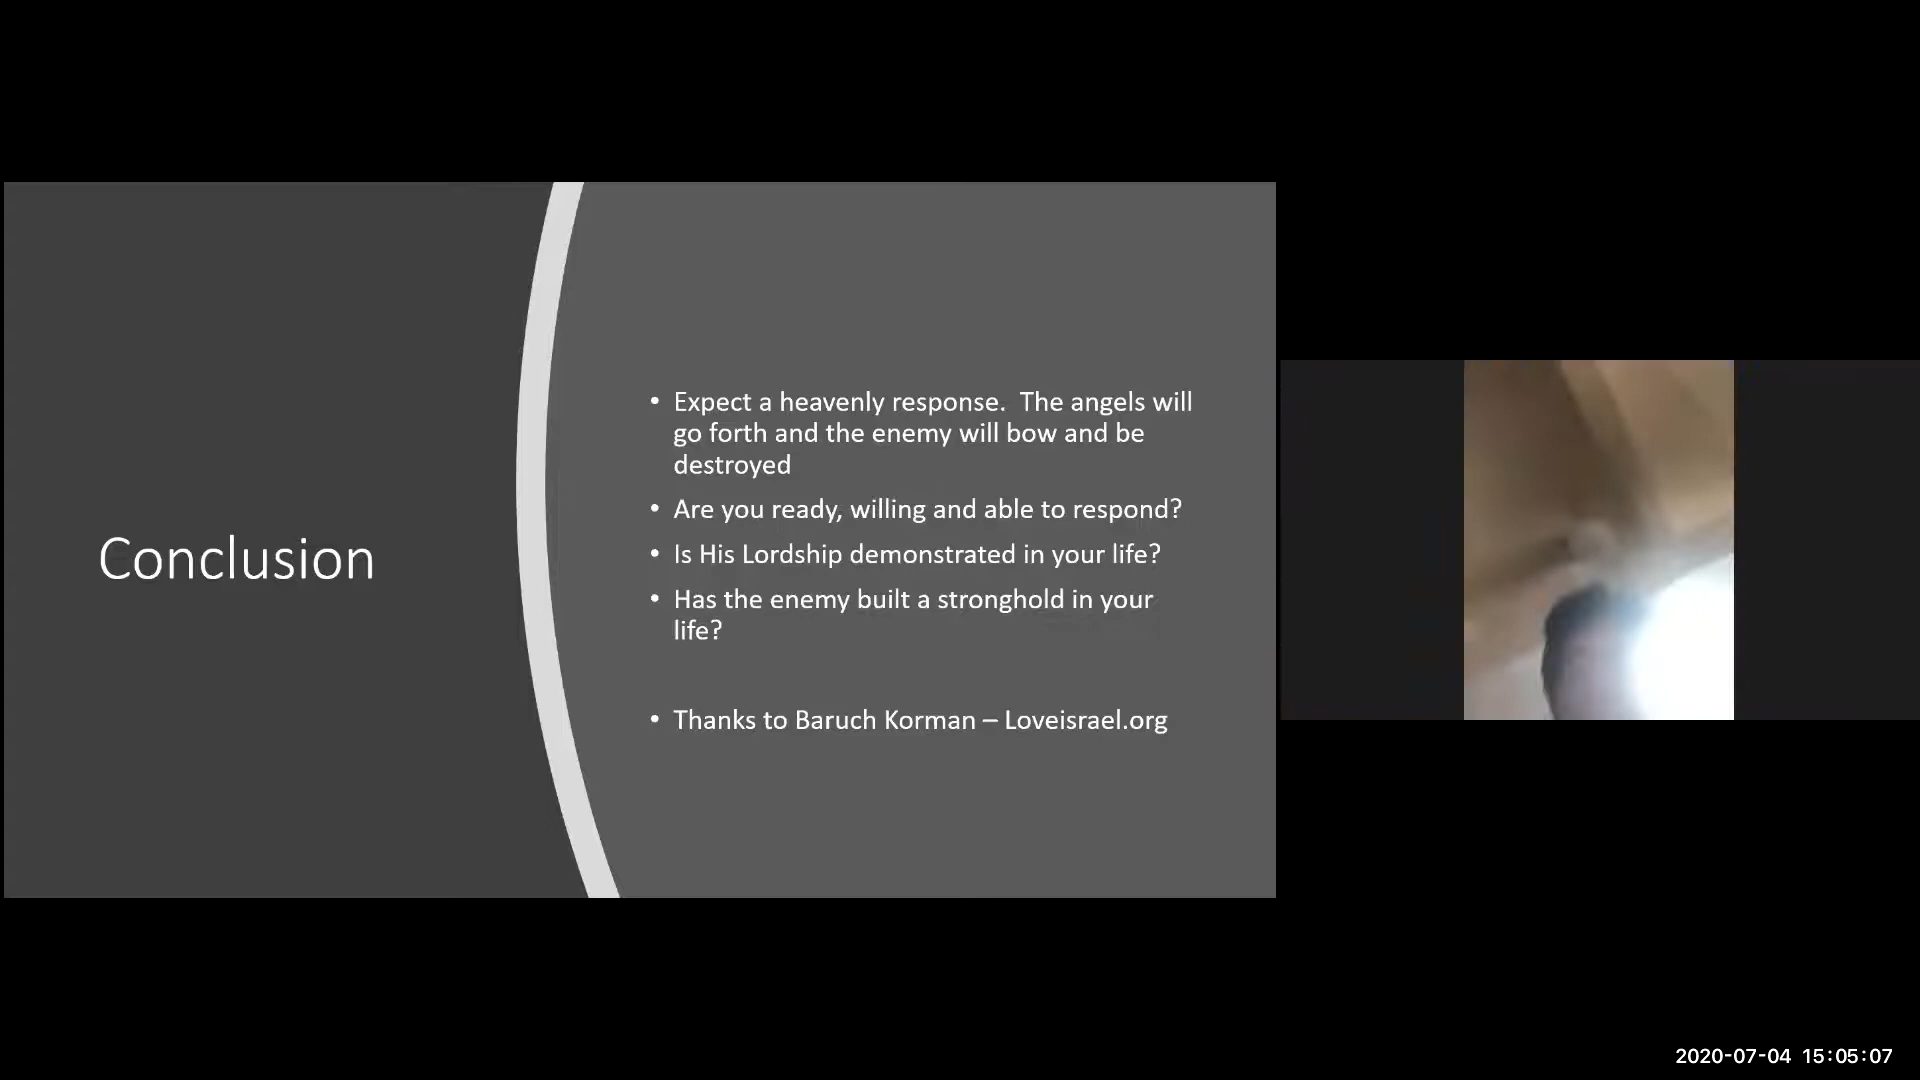 Conclusion
• Expect a heavenly response.  The angels will
go forth and the enemy will bow and be
destroyed
• Are you ready, willing and able to respond?
• Is His Lordship demonstrated in your life?
• Has the enemy built a stronghold in your
life?
• Thanks to Baruch Korman – Loveisrael.org
2020-07-04 15:05:07